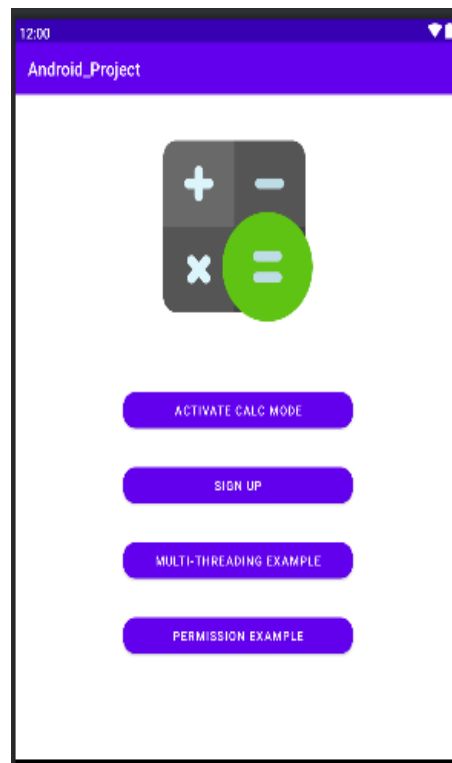 12:00
Android_Project
ACTIVATE CALC MODE
SIGN UP
MULTI-THREADING EXAMPLE
PERMISSION EXAMPLE